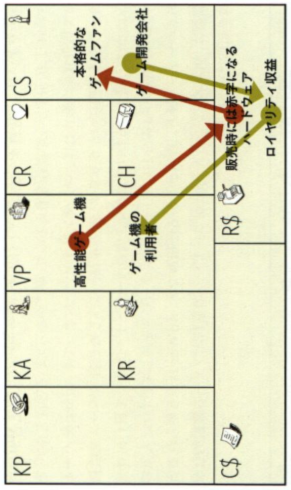 KP
KA
VP
CR
CS
KR
CH
C$
R$
高性能ゲーム機
ゲーム機の
利用者
本格的な
ゲームファン
ゲーム開発会社
販売時には赤字になる
ハードウェア
ロイヤリティ収益